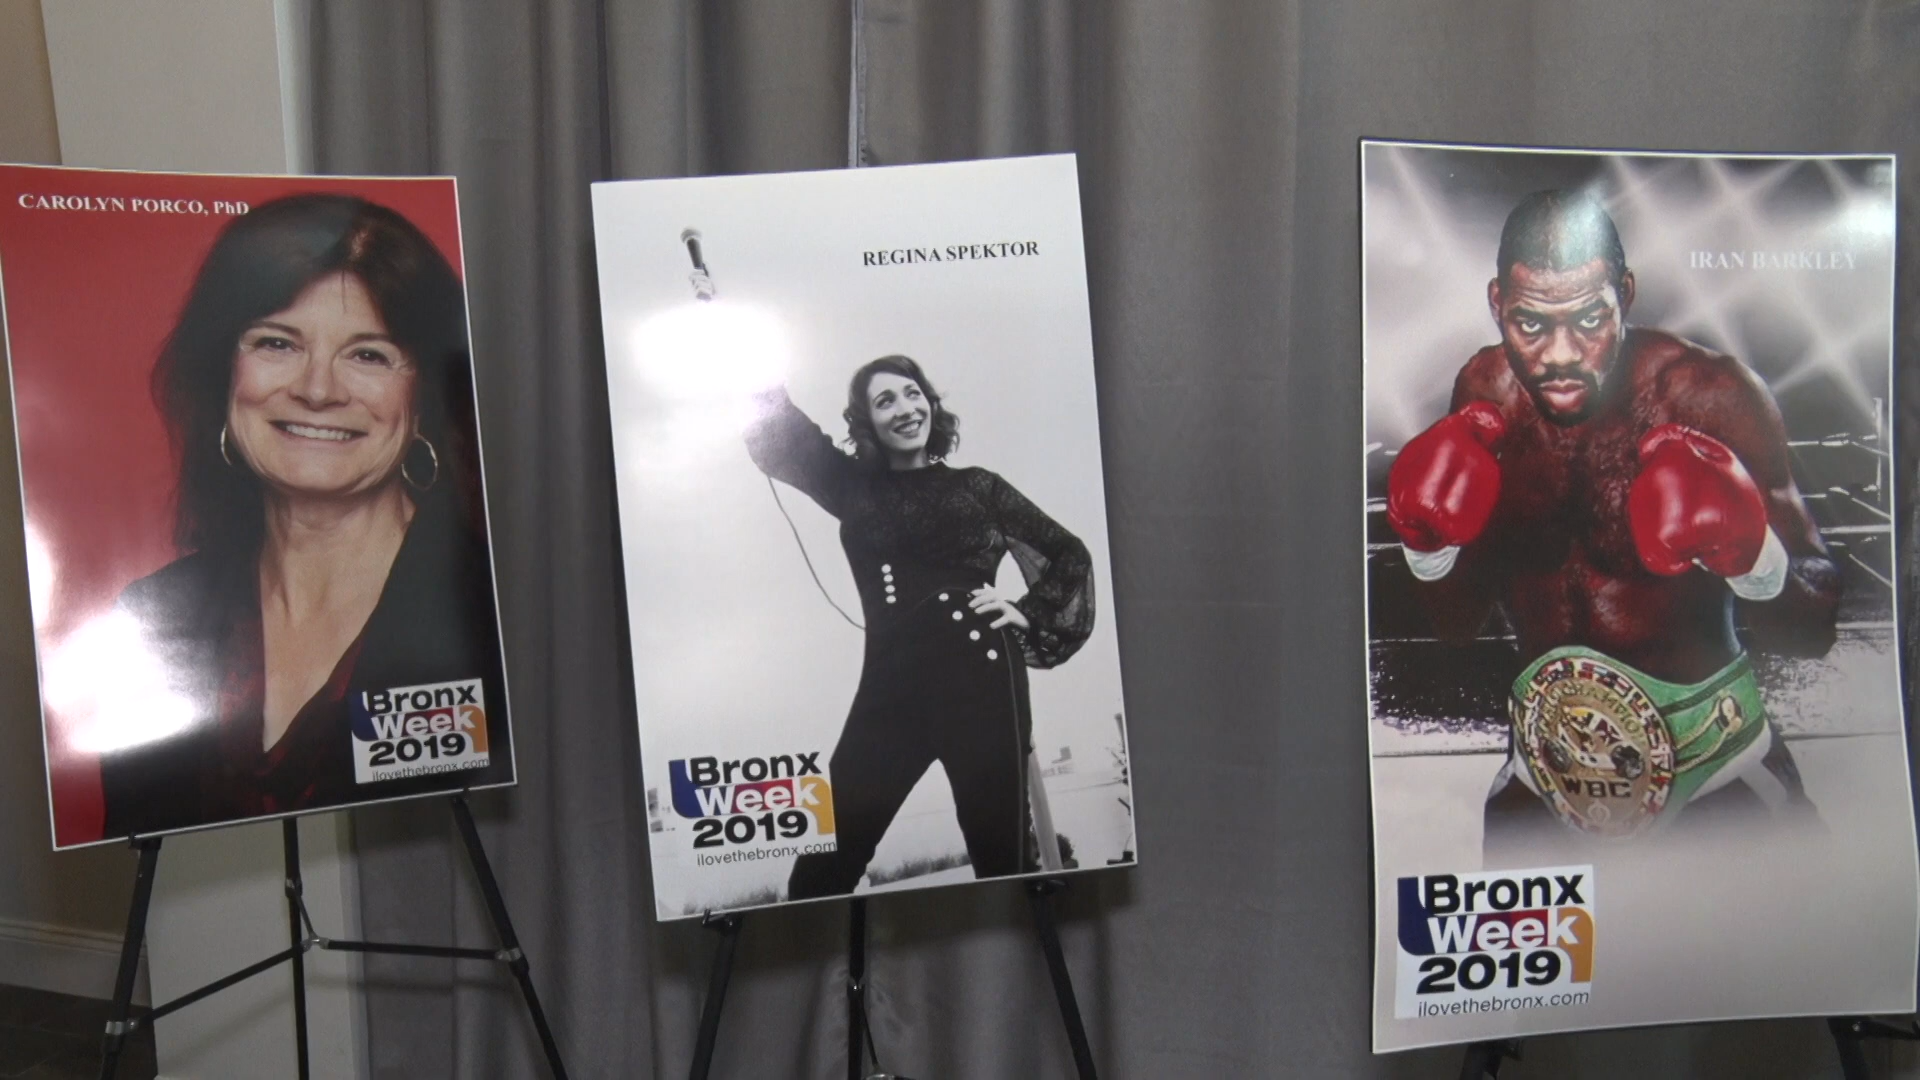 CAROLYN PORCO, PhD
Bronx
Week
2019
ilovethebronx.com
REGINA SPEKTOR
Bronx
Week
2019
ilovethebronx.com
IRAN BARKLEY
WBC
Bronx
Week
2019
ilovethebronx.com